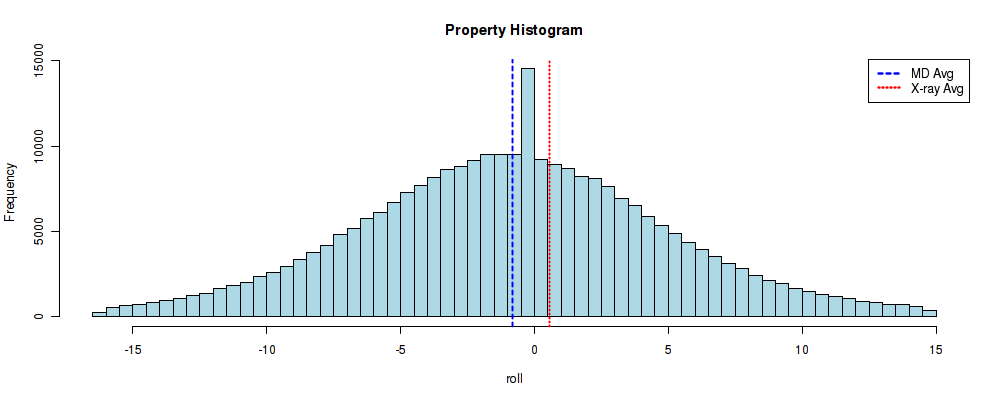 Property Histogram
MD Avg
X-ray Avg
Frequency
15000
10000
5000
0
-15 -10 -5 0 5 10 15
roll